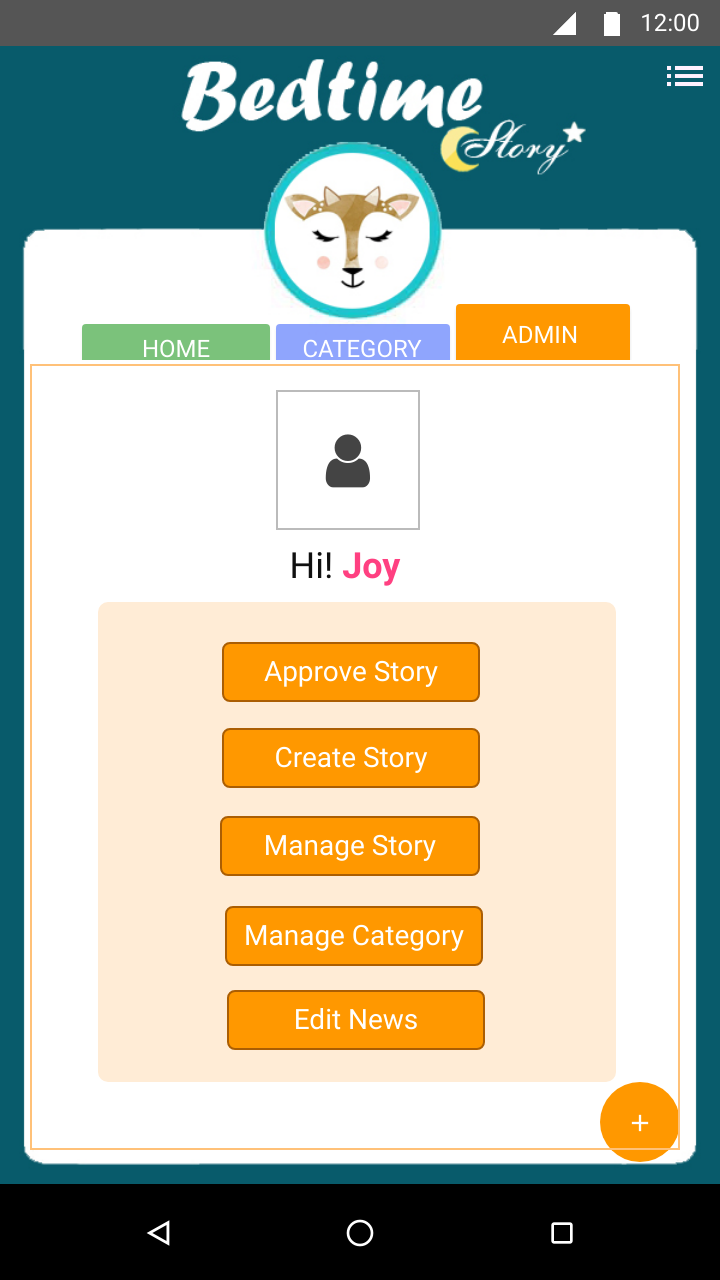 12:00
Bedtime
Story
HOME
CATEGORY
ADMIN
Hi! Joy
Approve Story
Create Story
Manage Story
Manage Category
Edit News
+